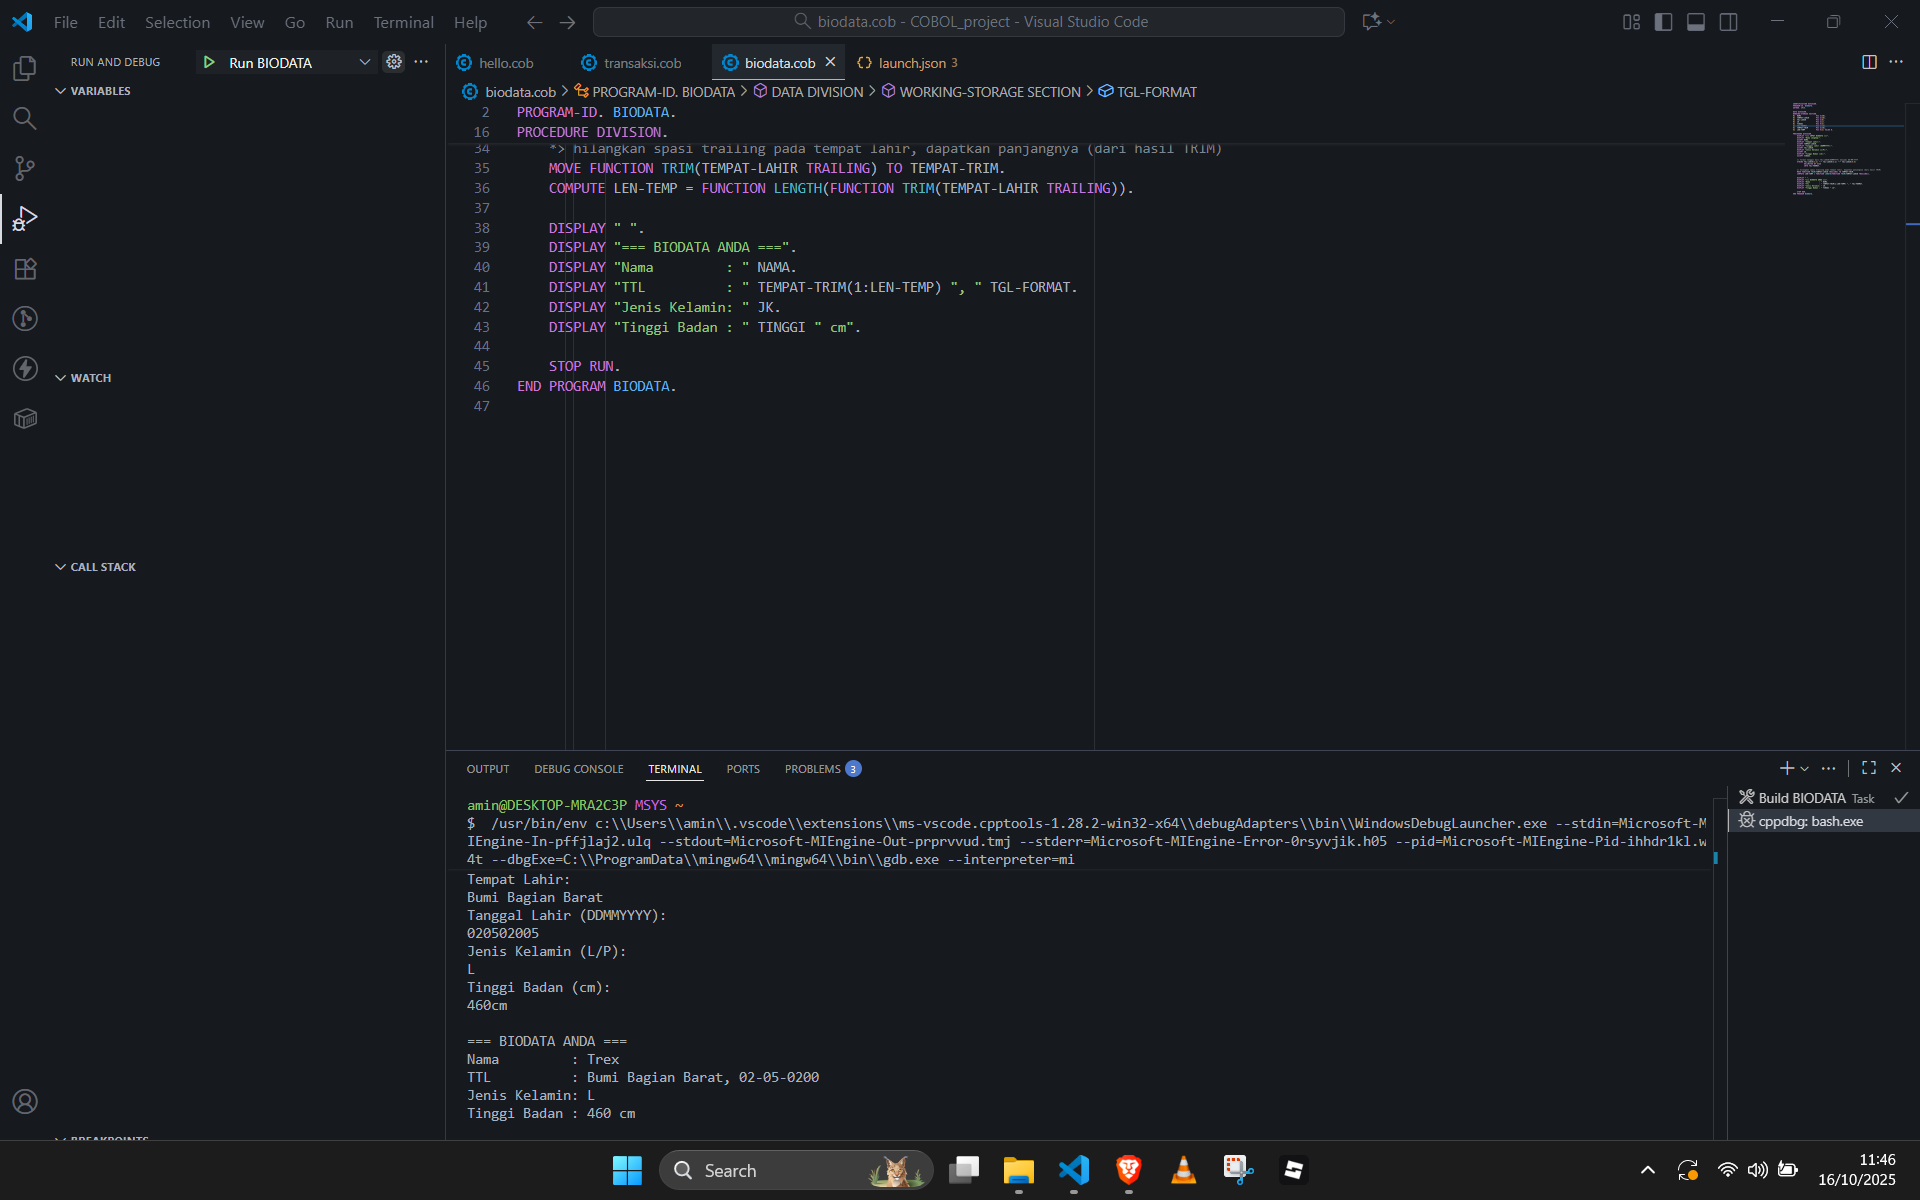 File Edit Selection View Go Run Terminal Help
biodata.cob - COBOL_project - Visual Studio Code
RUN AND DEBUG
Run BIODATA
VARIABLES
WATCH
CALL STACK
BREAKPOINTS
hello.cob transaksi.cob biodata.cob launch.json 3
biodata.cob > PROGRAM-ID. BIODATA > DATA DIVISION > WORKING-STORAGE SECTION > TGL-FORMAT
2 PROGRAM-ID. BIODATA.
16 PROCEDURE DIVISION.
34 *> hilangkan spasi trailing pada tempat lahir, dapatkan panjangnya (dari hasil TRIM)
35 MOVE FUNCTION TRIM(TEMPAT-LAHIR TRAILING) TO TEMPAT-TRIM.
36 COMPUTE LEN-TEMP = FUNCTION LENGTH(FUNCTION TRIM(TEMPAT-LAHIR TRAILING)).
37
38 DISPLAY " ".
39 DISPLAY "=== BIODATA ANDA ===".
40 DISPLAY "Nama         : " NAMA.
41 DISPLAY "TTL          : " TEMPAT-TRIM(1:LEN-TEMP) ", " TGL-FORMAT.
42 DISPLAY "Jenis Kelamin: " JK.
43 DISPLAY "Tinggi Badan : " TINGGI " cm".
44
45 STOP RUN.
46 END PROGRAM BIODATA.
47
OUTPUT DEBUG CONSOLE TERMINAL PORTS PROBLEMS 3
amin@DESKTOP-MRA2C3P MSYS ~
$  /usr/bin/env c:\\Users\\amin\\.vscode\\extensions\\ms-vscode.cpptools-1.28.2-win32-x64\\debugAdapters\\bin\\WindowsDebugLauncher.exe --stdin=Microsoft-M
IEngine-In-pffjlaj2.ulq --stdout=Microsoft-MIEngine-Out-prprvvud.tmj --stderr=Microsoft-MIEngine-Error-0rsyvjik.h05 --pid=Microsoft-MIEngine-Pid-ihhdr1kl.w
4t --dbgExe=C:\\ProgramData\\mingw64\\mingw64\\bin\\gdb.exe --interpreter=mi
Tempat Lahir:
Bumi Bagian Barat
Tanggal Lahir (DDMMYYYY):
020502005
Jenis Kelamin (L/P):
L
Tinggi Badan (cm):
460cm
=== BIODATA ANDA ===
Nama         : Trex
TTL          : Bumi Bagian Barat, 02-05-0200
Jenis Kelamin: L
Tinggi Badan : 460 cm
Build BIODATA Task
cppdbg: bash.exe
Search
11:46
16/10/2025